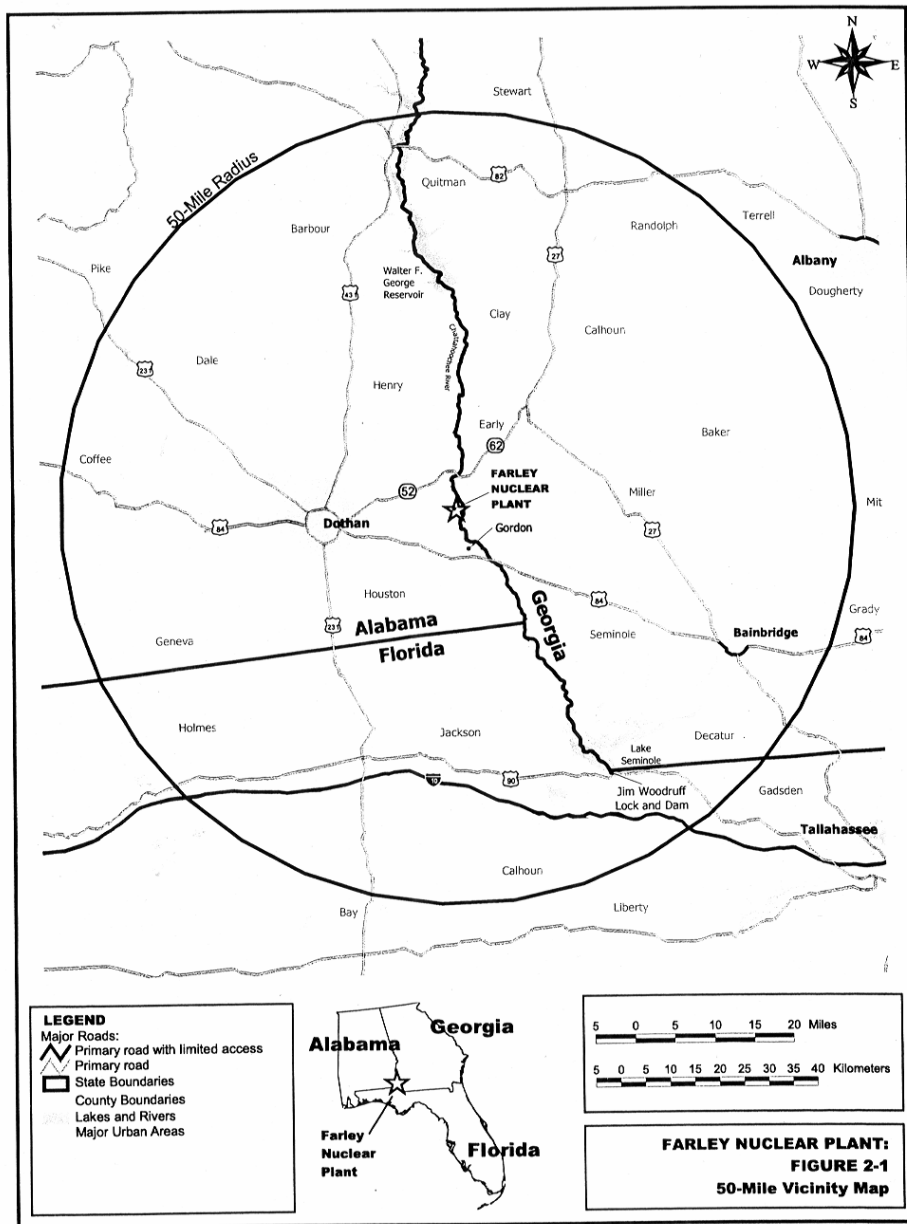 N
W E
S
Stewart
50-Mile Radius
Quitman
82
Barbour
Randolph
Terrell
Albany
Dougherty
Pike
Walter F.
George
Reservoir
27
431
Clay
Chattahoochee River
Calhoun
Dale
231
Henry
Early
62
Baker
Coffee
FARLEY
NUCLEAR
PLANT
52
Miller
Mit
84
Dothan
Gordon
27
Houston
84
Georgia
Grady
231
Alabama
Florida
Geneva
Seminole
Bainbridge
84
Holmes
Jackson
Decatur
Lake
Seminole
10
90
Jim Woodruff
Lock and Dam
Gadsden
Tallahassee
Calhoun
Bay
Liberty
LEGEND
Major Roads:
Primary road with limited access
Primary road
State Boundaries
County Boundaries
Lakes and Rivers
Major Urban Areas
Alabama
Georgia
Farley
Nuclear
Plant
Florida
5 0 5 10 15 20 Miles
5 0 5 10 15 20 25 30 35 40 Kilometers
FARLEY NUCLEAR PLANT:
FIGURE 2-1
50-Mile Vicinity Map